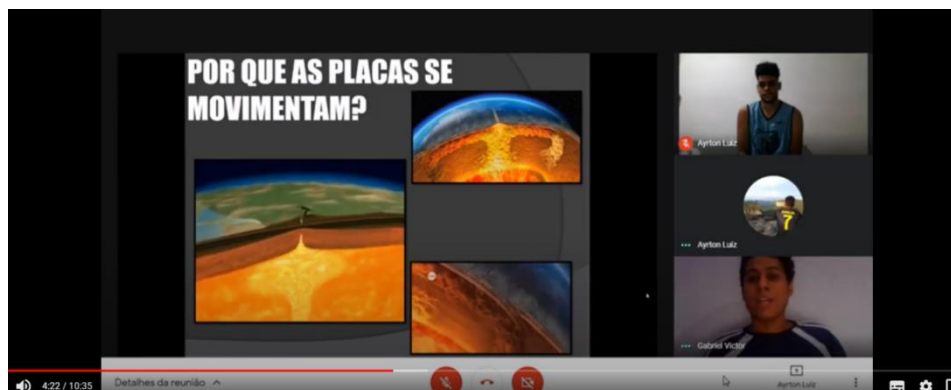 POR QUE AS PLACAS SE
MOVIMENTAM?
Ayrton Luiz
7
Ayrton Luiz
Gabriel Victor
4:22 / 10:35
Detalhes da reunião
Ayrton Luiz